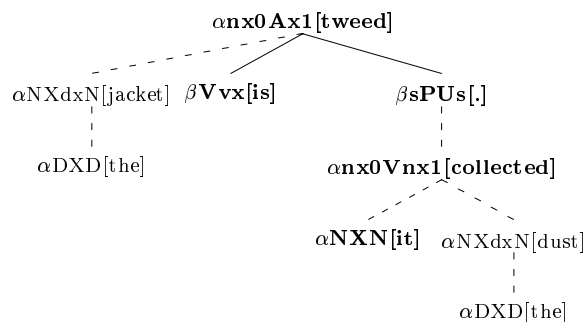 αnx0Ax1[tweed]
αNXdxN[jacket] βVvx[is] βsPUs[.]
αDXD[the] αnx0Vnx1[collected]
αNXN[it] αNXdxN[dust]
αDXD[the]